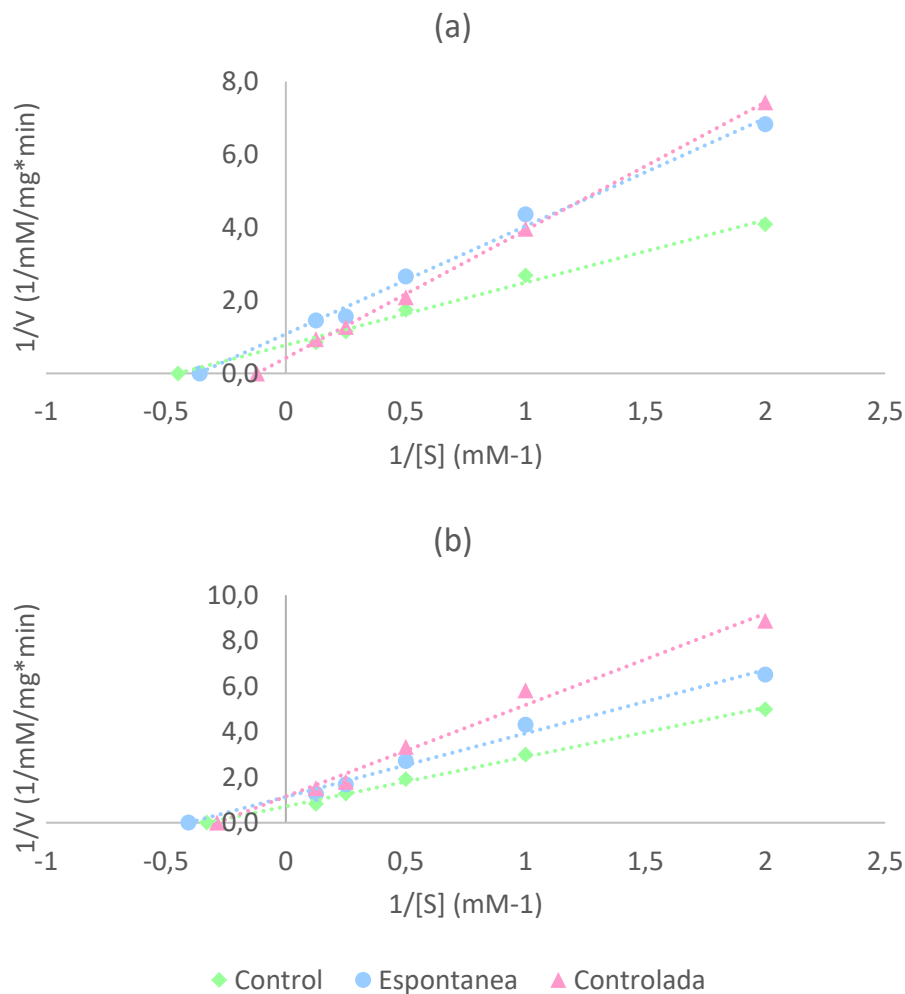 (a)
1/V (1/mM/mg*min)
8,0
6,0
4,0
2,0
0,0
-1 -0,5 0 0,5 1 1,5 2 2,5
1/[S] (mM-1)
(b)
1/V (1/mM/mg*min)
10,0
8,0
6,0
4,0
2,0
0,0
-1 -0,5 0 0,5 1 1,5 2 2,5
1/[S] (mM-1)
Control Espontanea Controlada